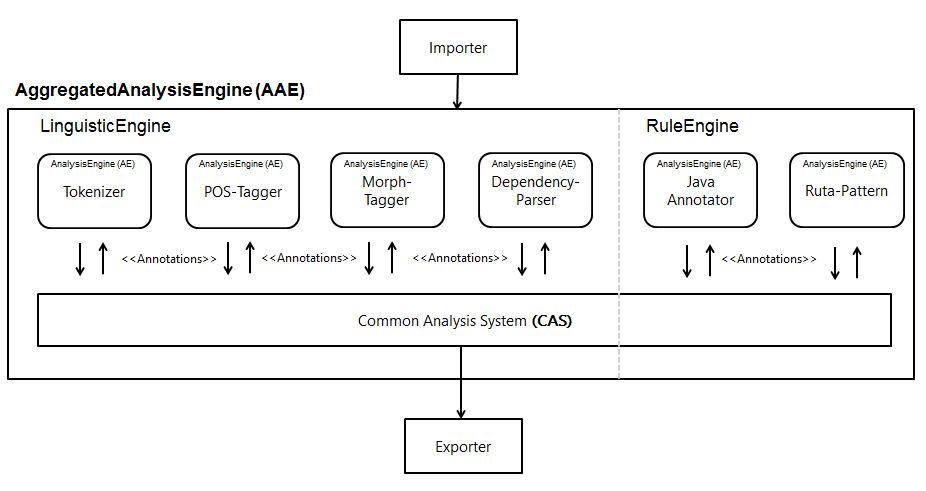 Importer
AggregatedAnalysisEngine (AAE)
LinguisticEngine
RuleEngine
AnalysisEngine (AE)
Tokenizer
AnalysisEngine (AE)
POS-Tagger
AnalysisEngine (AE)
Morph-
Tagger
AnalysisEngine (AE)
Dependency-
Parser
AnalysisEngine (AE)
Java
Annotator
AnalysisEngine (AE)
Ruta-Pattern
<<Annotations>>
<<Annotations>>
<<Annotations>>
<<Annotations>>
Common Analysis System (CAS)
Exporter